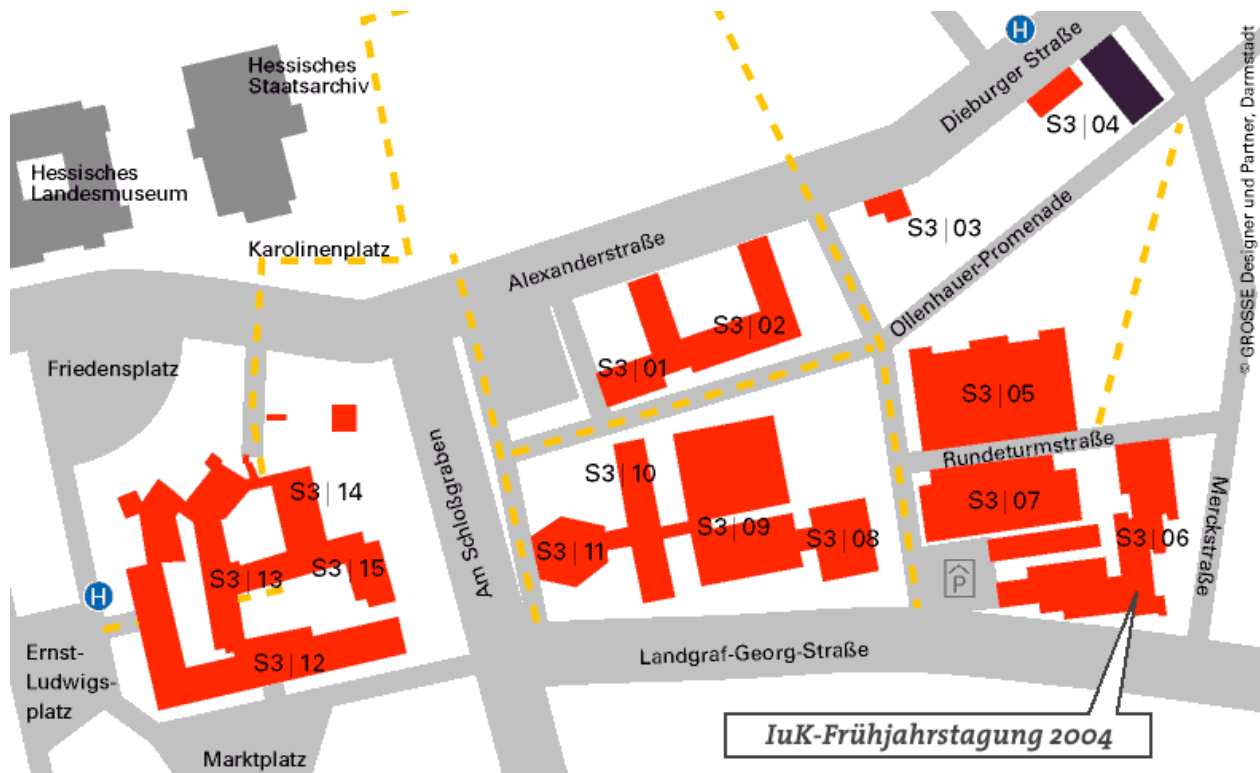 Hessisches
Staatsarchiv
H
Dieburger Straße
S3|04
Hessisches
Landesmuseum
© GROSSE Designer und Partner, Darmstadt
Karolinenplatz
Alexanderstraße
S3|03
Ollenhauer-Promenade
S3|02
S3|01
Friedensplatz
S3|05
Rundeturmstraße
Am Schloßgraben
S3|10
S3|14
S3|07
S3|09
S3|08
S3|06
S3|11
Merckstraße
S3|13
S3|15
P
H
Ernst-
Ludwigs-
platz
S3|12
Landgraf-Georg-Straße
IuK-Frühjahrstagung 2004
Marktplatz